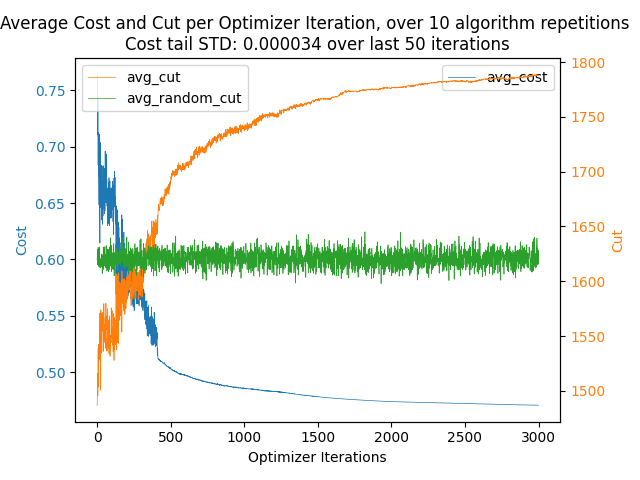 Average Cost and Cut per Optimizer Iteration, over 10 algorithm repetitions
Cost tail STD: 0.000034 over last 50 iterations
avg_cut
avg_random_cut
avg_cost
0.75
0.70
0.65
0.60
0.55
0.50
Cost
1800
1750
1700
1650
1600
1550
1500
Cut
0
500
1000
1500
2000
2500
3000
Optimizer Iterations